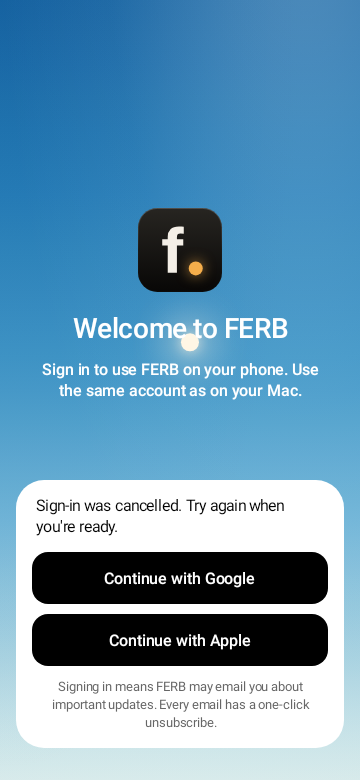 f.
Welcome to FERB
Sign in to use FERB on your phone. Use
the same account as on your Mac.
Sign-in was cancelled. Try again when
you're ready.
Continue with Google
Continue with Apple
Signing in means FERB may email you about
important updates. Every email has a one-click
unsubscribe.